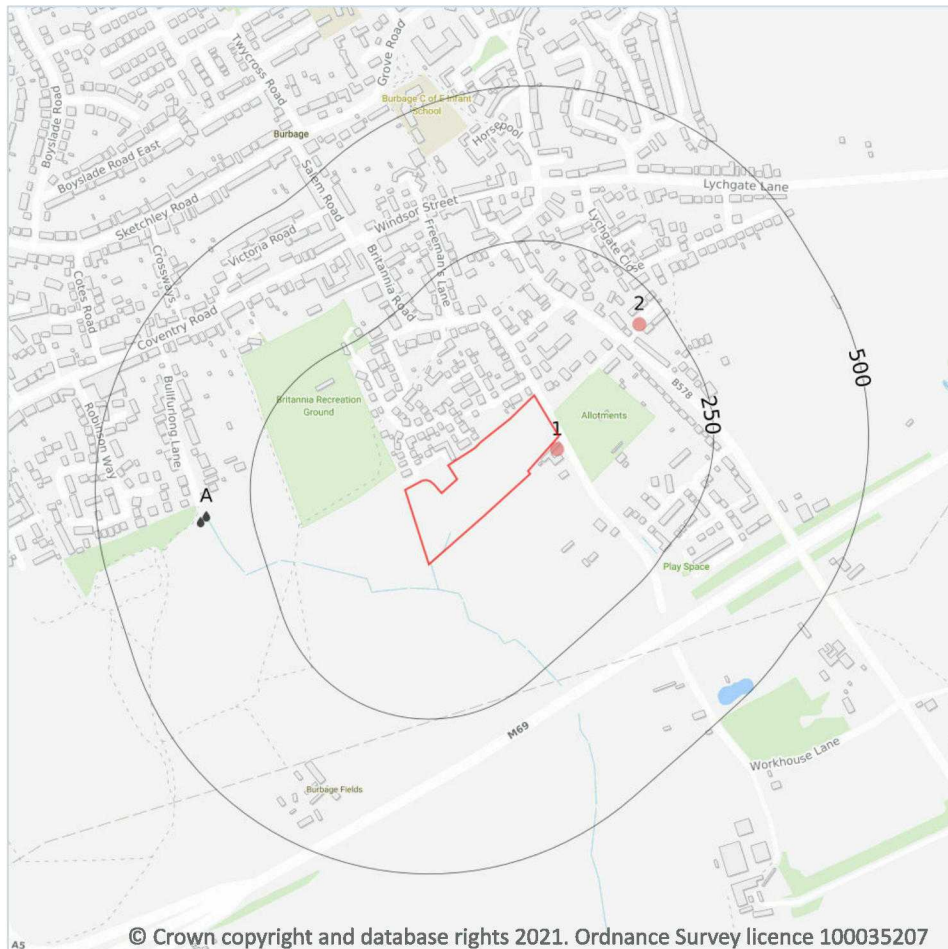 Twycross Road
Grove Road
Burbage C of E Infant
School
Boyslade Road
Burbage
Horsepool
Boyslade Road East
Salem Road
Lychgate Lane
Sketchley Road
Windsor Street
Freeman's Lane
Lychgate Close
Victoria Road
Crossways
Britannia Road
Cotes Road
2
Coventry Road
500
B578
Bullfurlong Lane
Robinson Way
Britannia Recreation
Ground
250
Allotments
1
A
Play Space
M69
Workhouse Lane
Burbage Fields
A5
© Crown copyright and database rights 2021. Ordnance Survey licence 100035207